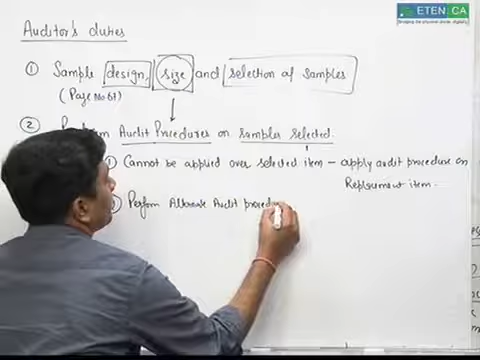 ETEN CA
Auditor's duties
① Sample design, size and selection of samples
(Page No 67)
② Perform Audit Procedures on samples selected.
① Cannot be applied over selected item – apply audit procedure on
Replacement item.
Perform Alternate Audit procedu